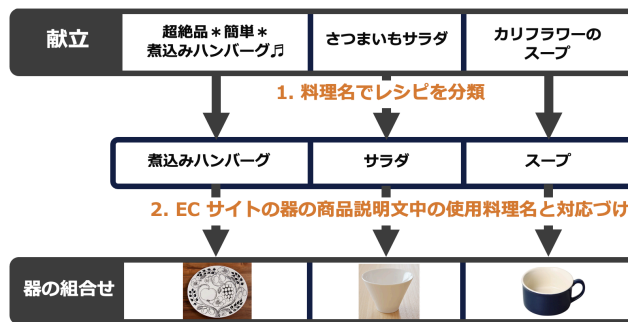 献立
超絶品＊簡単＊
煮込みハンバーグ♬
さつまいもサラダ
カリフラワーの
スープ
1. 料理名でレシピを分類
煮込みハンバーグ
サラダ
スープ
2. EC サイトの器の商品説明文中の使用料理名と対応づけ
器の組合せ